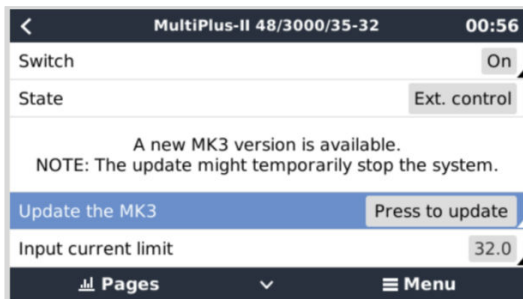 MultiPlus-II 48/3000/35-32 00:56
Switch On
State Ext. control
A new MK3 version is available.
NOTE: The update might temporarily stop the system.
Update the MK3 Press to update
Input current limit 32.0
Pages Menu